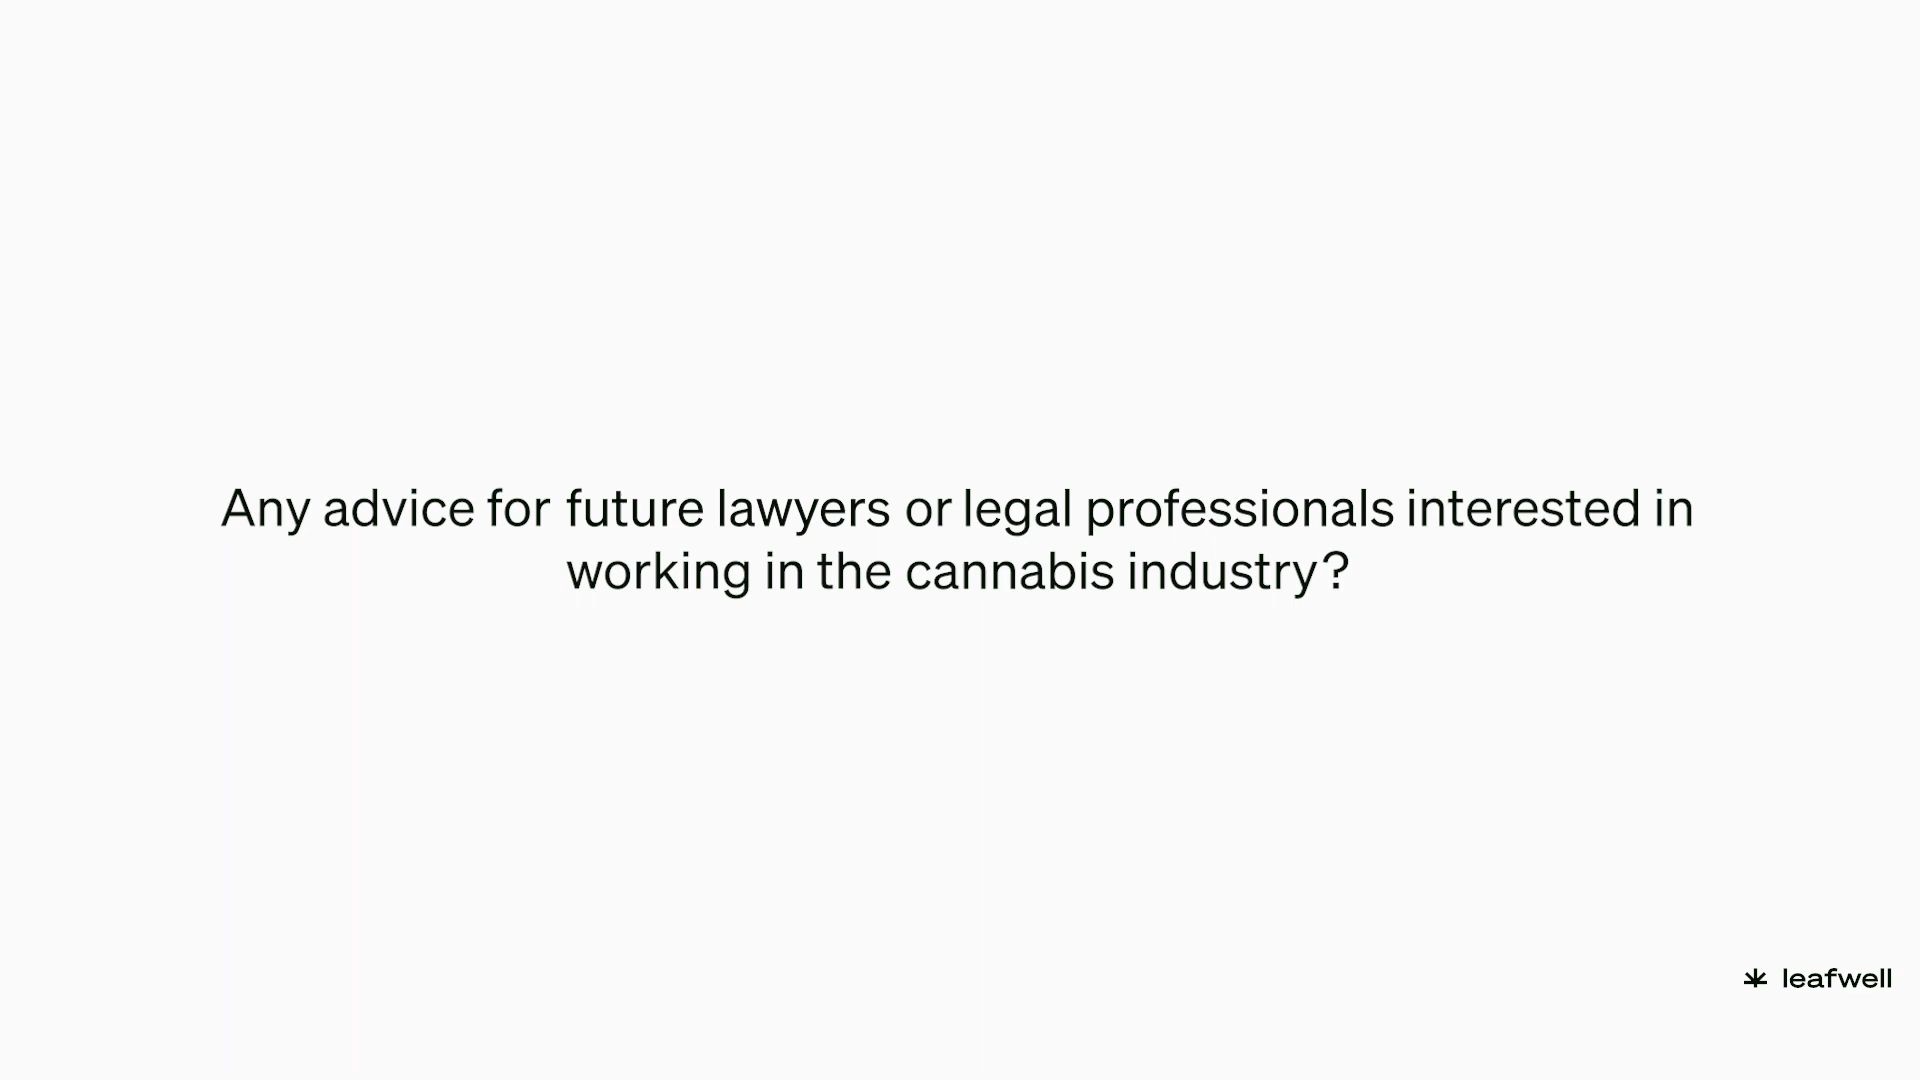 Any advice for future lawyers or legal professionals interested in
working in the cannabis industry?
leafwell